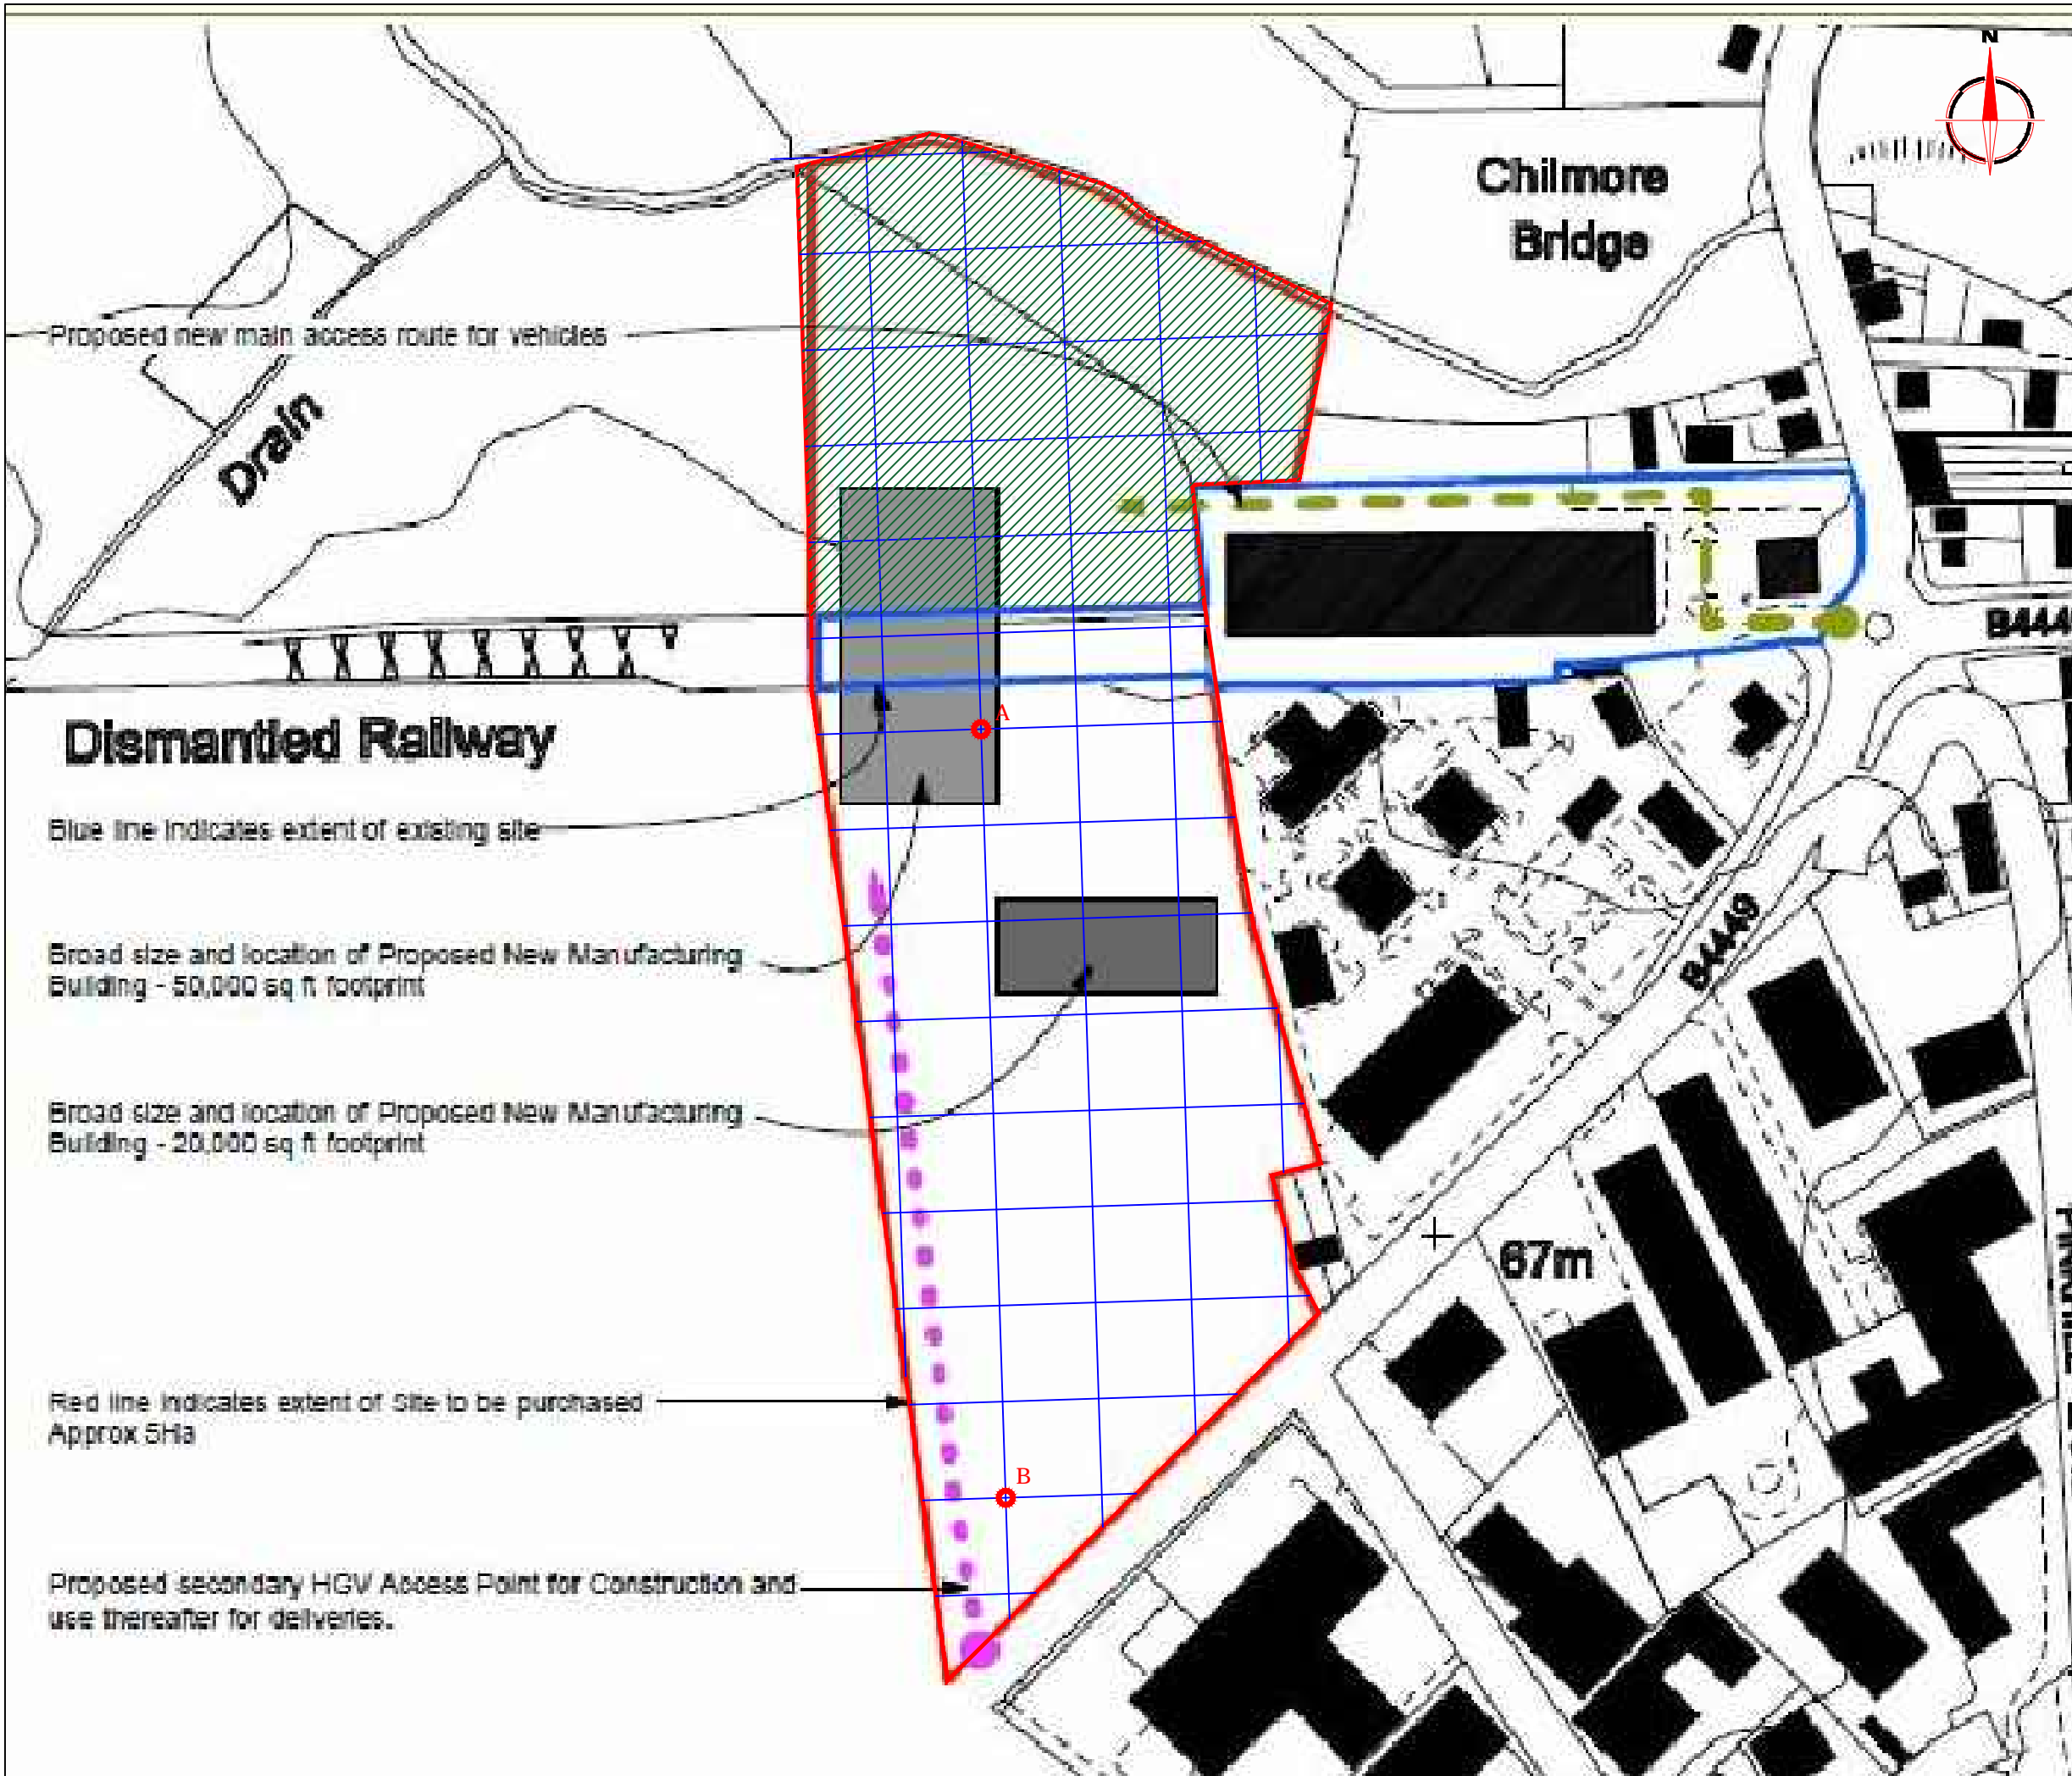 N
Chilmore
Bridge
Proposed new main access route for vehicles
Drain
B444
A
Dismantled Railway
Blue line indicates extent of existing site
B4449
Broad size and location of Proposed New Manufacturing
Building - 50,000 sq ft footprint
Broad size and location of Proposed New Manufacturing
Building - 20,000 sq ft footprint
67m
Red line indicates extent of Site to be purchased
Approx 5Ha
B
Proposed secondary HGV Access Point for Construction and
use thereafter for deliveries.